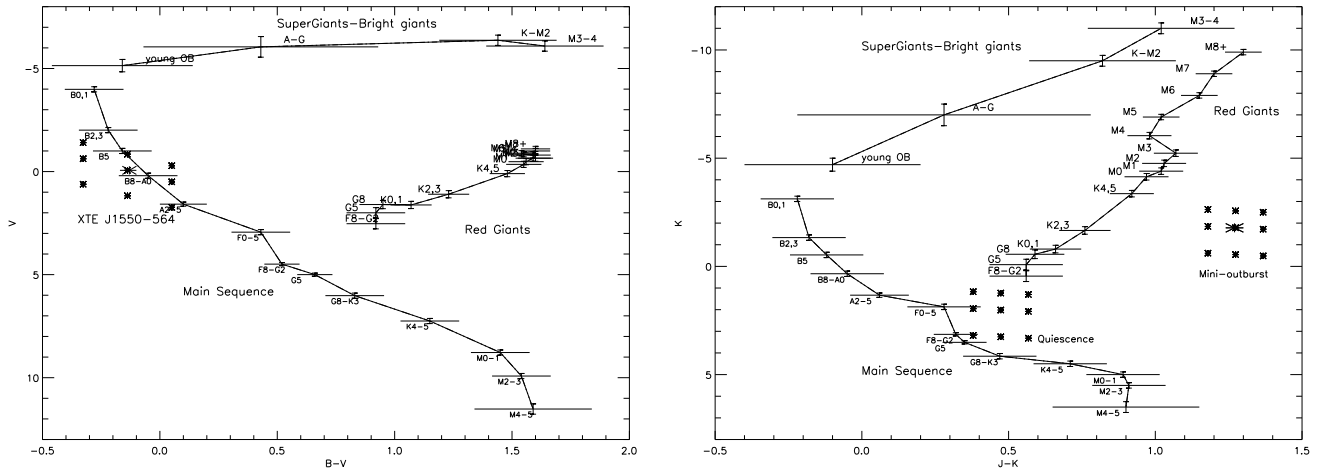 SuperGiants-Bright giants
K-M2
A-G
M3-4
young OB
B0,1
B2,3
B5
B8-A0
A2-5
XTE J1550-564
F0-5
F8-G2
G5
G8-K3
Main Sequence
K4-5
M0-1
M2-3
M4-5
M8+
M0
K4,5
K2,3
G8
K0,1
G5
F8-G2
Red Giants
-5
0
5
10
V
-0.5
0.0
0.5
1.0
1.5
2.0
B-V
M3-4
SuperGiants-Bright giants
K-M2
M8+
M7
M6
Red Giants
A-G
M5
M4
M3
M2
M1
M0
young OB
K4,5
B0,1
K2,3
B2,3
K0,1
G8
B5
G5
F8-G2
B8-A0
Mini-outburst
A2-5
F0-5
Quiescence
F8-G2
G5
G8-K3
Main Sequence
K4-5
M0-1
M2-3
M4-5
-10
-5
0
5
K
-0.5
0.0
0.5
1.0
1.5
J-K